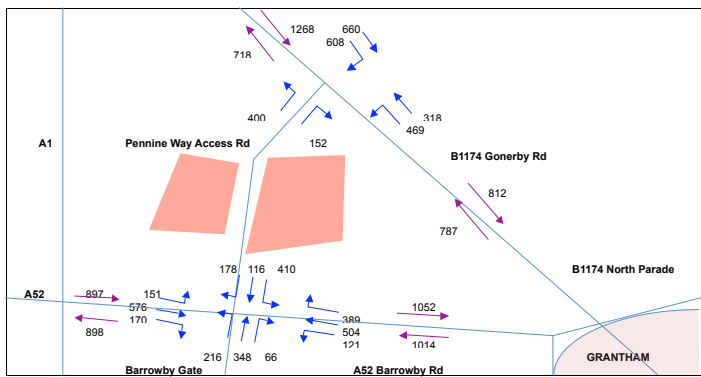 1268
660
608
718
400
318
469
152
A1
Pennine Way Access Rd
B1174 Gonerby Rd
812
787
178 116 410
B1174 North Parade
A52
897
151
576
170
898
389
504
121
1052
1014
216 348 66
GRANTHAM
Barrowby Gate
A52 Barrowby Rd